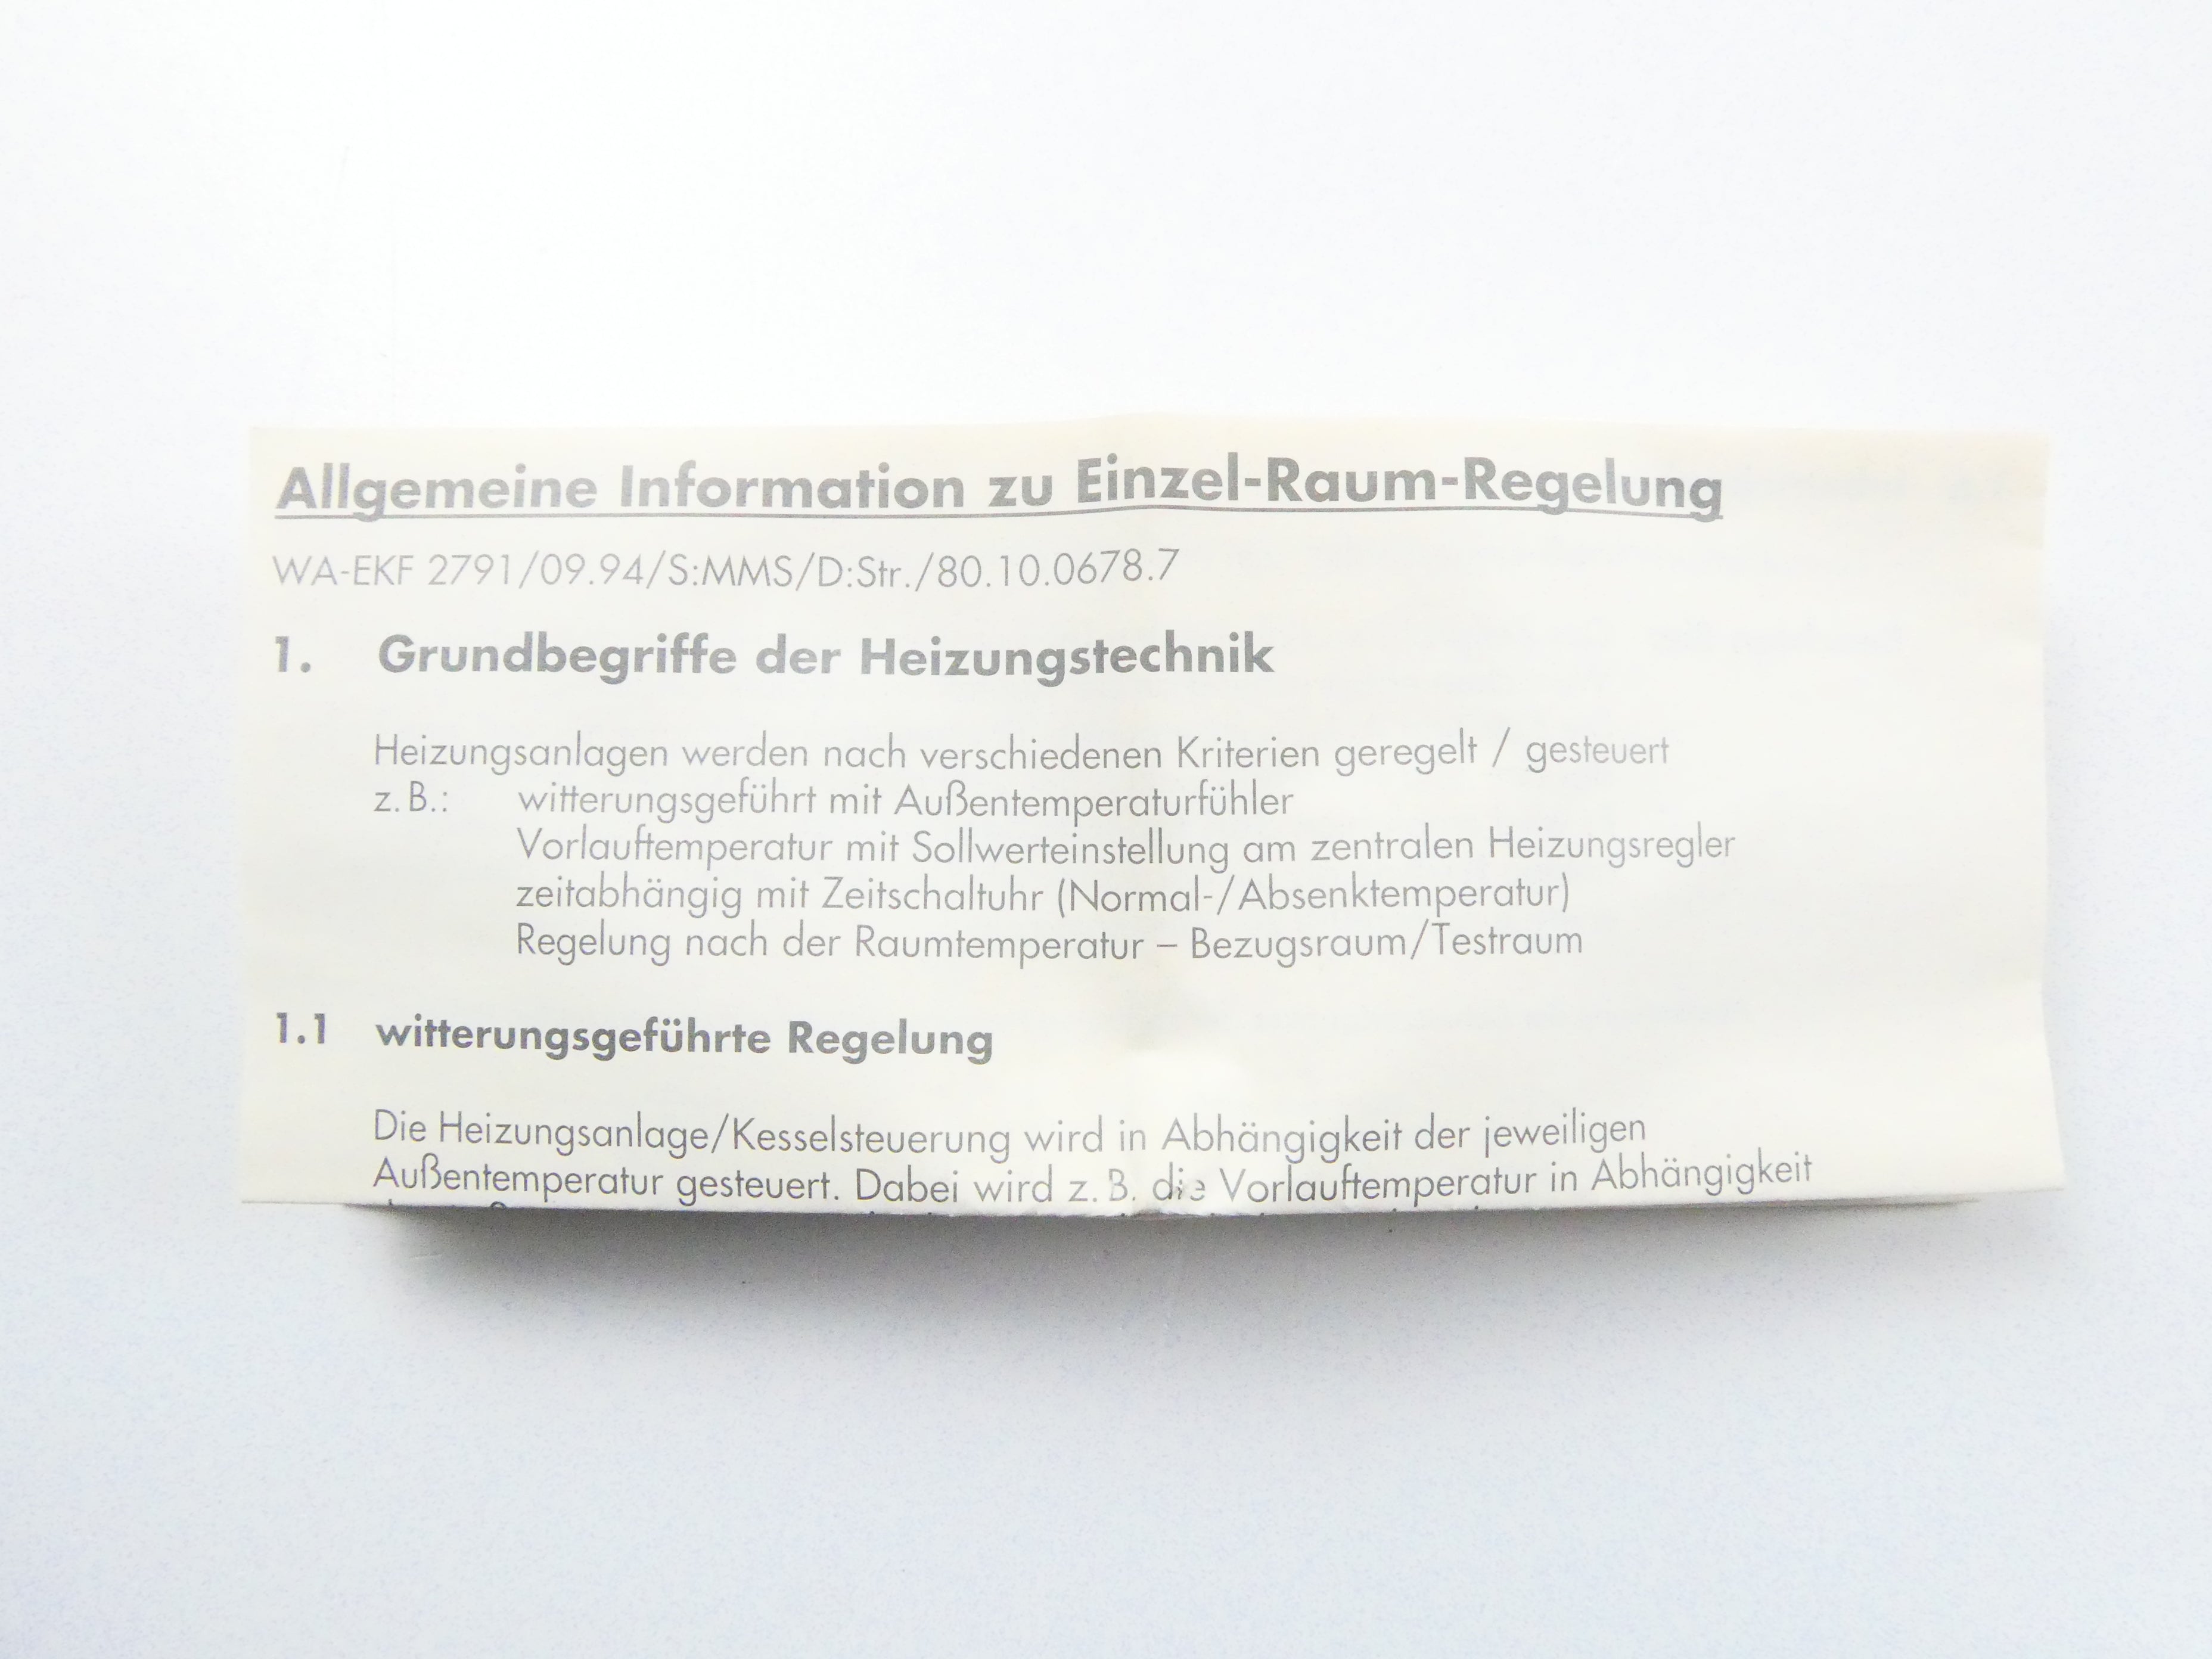 Allgemeine Information zu Einzel-Raum-Regelung
WA-EKF 2791/09.94/S:MMS/D:Str./80.10.0678.7
1. Grundbegriffe der Heizungstechnik
Heizungsanlagen werden nach verschiedenen Kriterien geregelt / gesteuert
z. B.: witterungsgeführt mit Außentemperaturfühler
Vorlauftemperatur mit Sollwerteinstellung am zentralen Heizungsregler
zeitabhängig mit Zeitschaltuhr (Normal-/Absenktemperatur)
Regelung nach der Raumtemperatur – Bezugsraum/Testraum
1.1 witterungsgeführte Regelung
Die Heizungsanlage/Kesselsteuerung wird in Abhängigkeit der jeweiligen
Außentemperatur gesteuert. Dabei wird z. B. die Vorlauftemperatur in Abhängigkeit